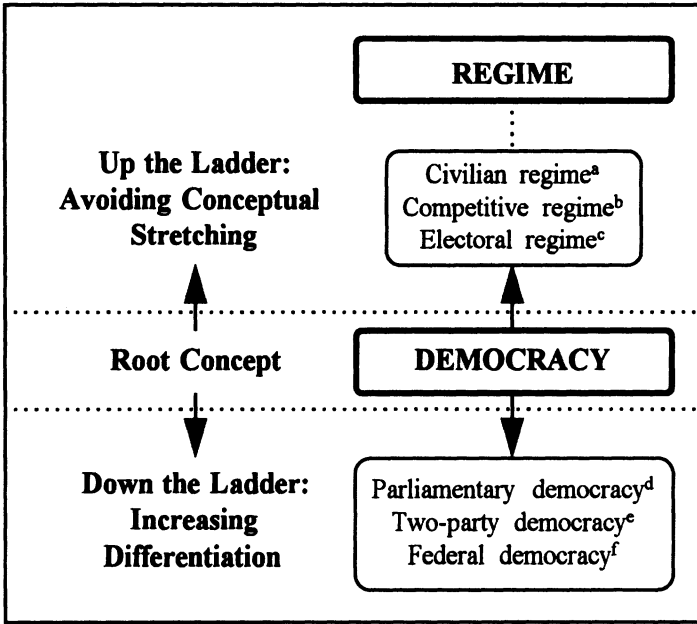 REGIME
Up the Ladder:
Avoiding Conceptual
Stretching
Civilian regimeᵃ
Competitive regimeᵇ
Electoral regimeᶜ
Root Concept
DEMOCRACY
Down the Ladder:
Increasing
Differentiation
Parliamentary democracyᵈ
Two-party democracyᵉ
Federal democracyᶠ